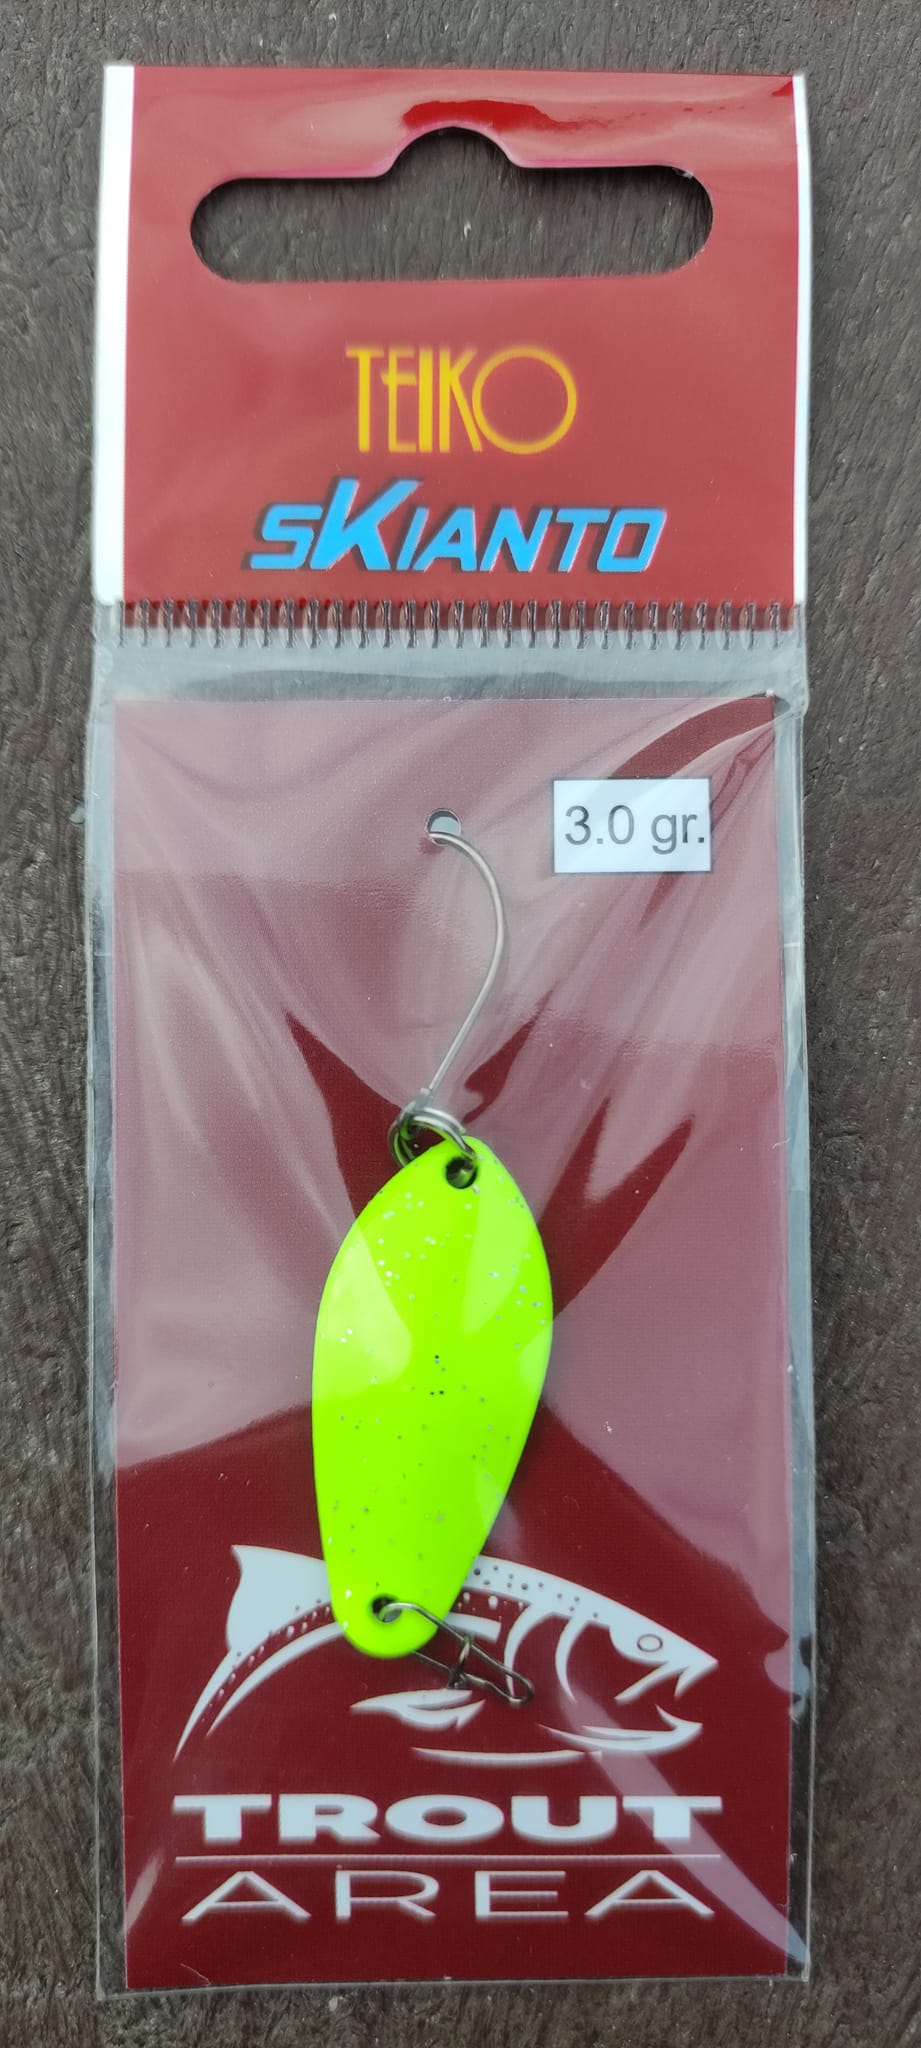 TEIKO
SKIANTO
3.0 gr.
TROUT
AREA